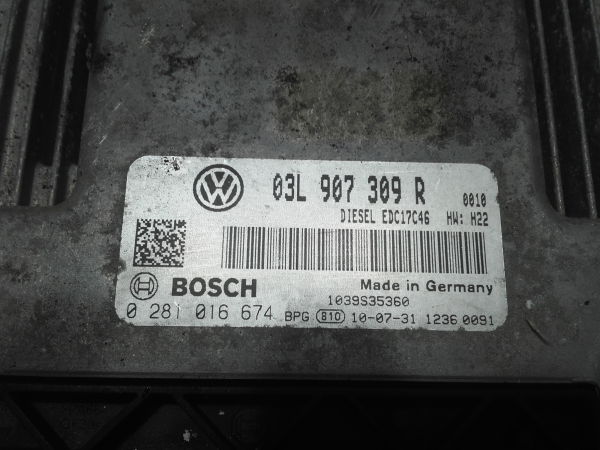 03L 907 309 R 0010
DIESEL EDC17C46 HW: H22
BOSCH Made in Germany
1039S35360
0 281 016 674 BPG 810 10-07-31 1236 0091